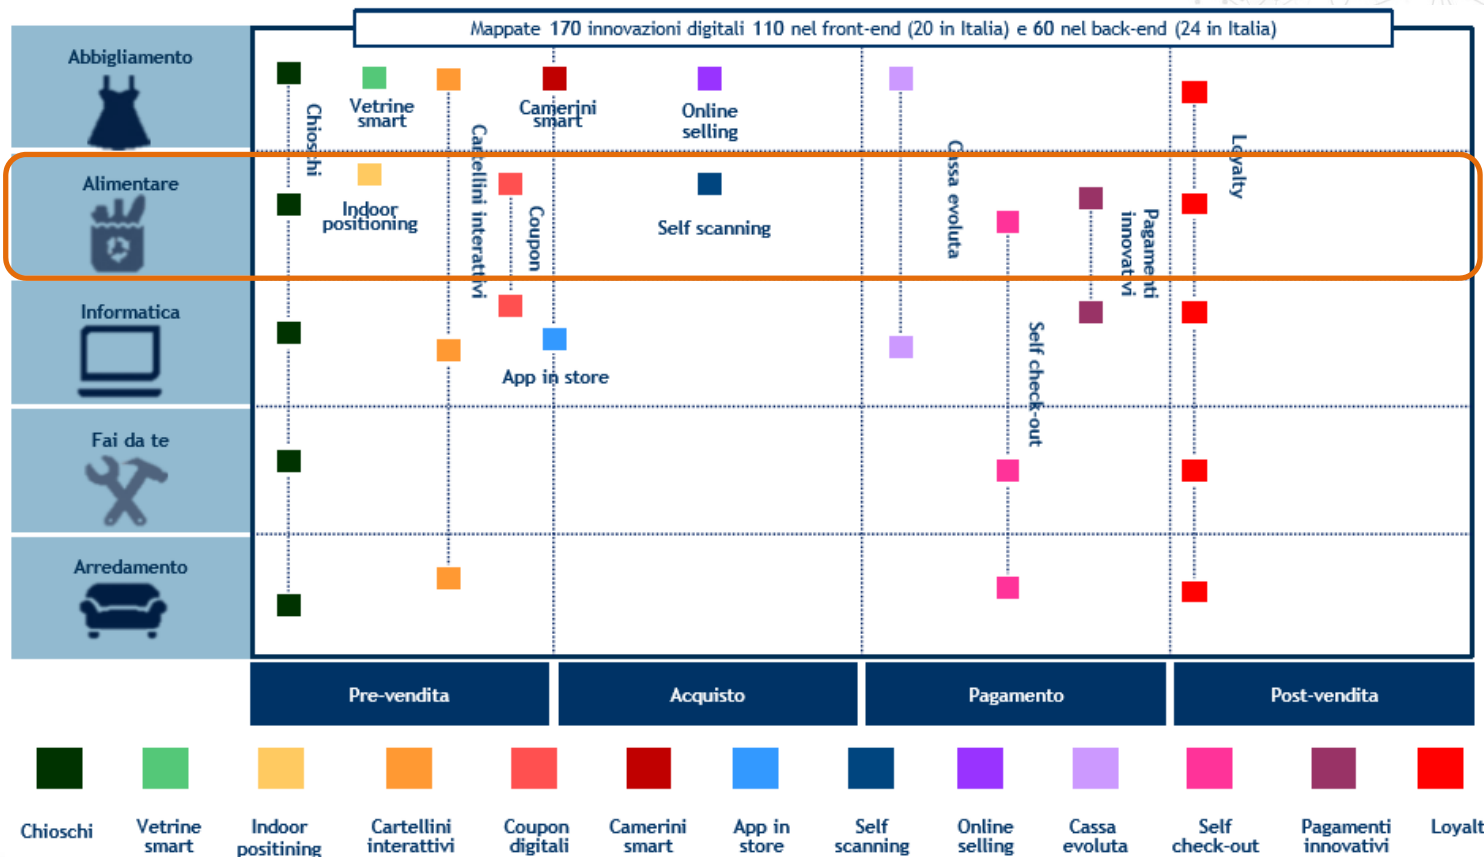 Mappate 170 innovazioni digitali 110 nel front-end (20 in Italia) e 60 nel back-end (24 in Italia)
Abbigliamento
Chioschi
Vetrine
smart
Cartellini interattivi
Camerini
smart
Online
selling
Cassa evoluta
Loyalty
Alimentare
Indoor
positioning
Coupon
Self scanning
Pagamenti
innovativi
Informatica
App in store
Self check-out
Fai da te
Arredamento
Pre-vendita
Acquisto
Pagamento
Post-vendita
Chioschi
Vetrine
smart
Indoor
positining
Cartellini
interattivi
Coupon
digitali
Camerini
smart
App in
store
Self
scanning
Online
selling
Cassa
evoluta
Self
check-out
Pagamenti
innovativi
Loyalt